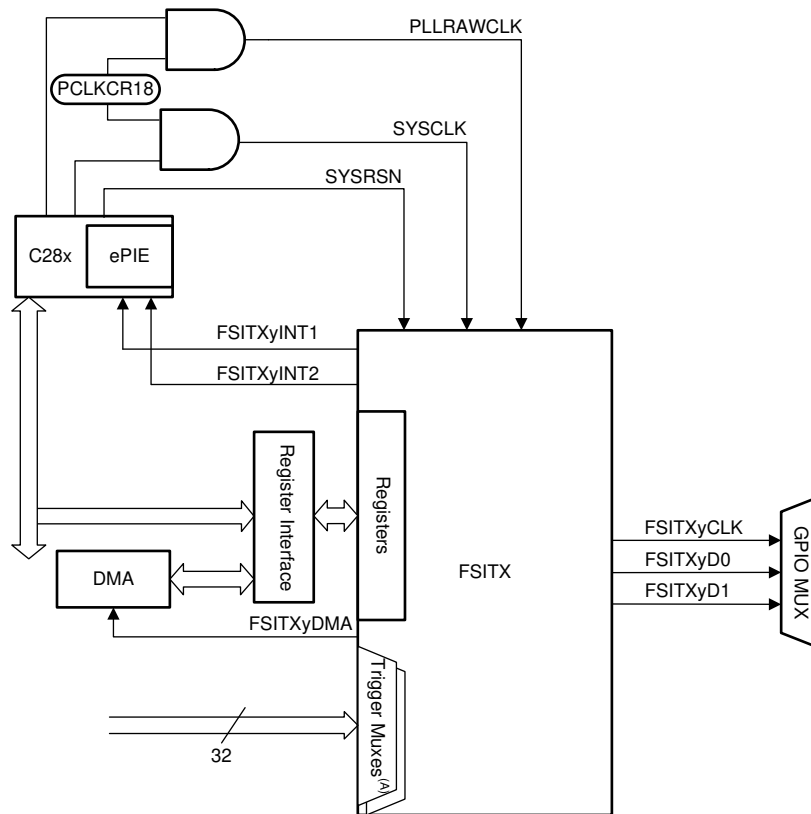 PLLRAWCLK
PCLKCR18
SYSCLK
SYSRSN
C28x
ePIE
FSITXyINT1
FSITXyINT2
Register Interface
Registers
FSITX
FSITXyCLK
FSITXyD0
FSITXyD1
GPIO MUX
DMA
FSITXyDMA
Trigger Muxes(A)
32